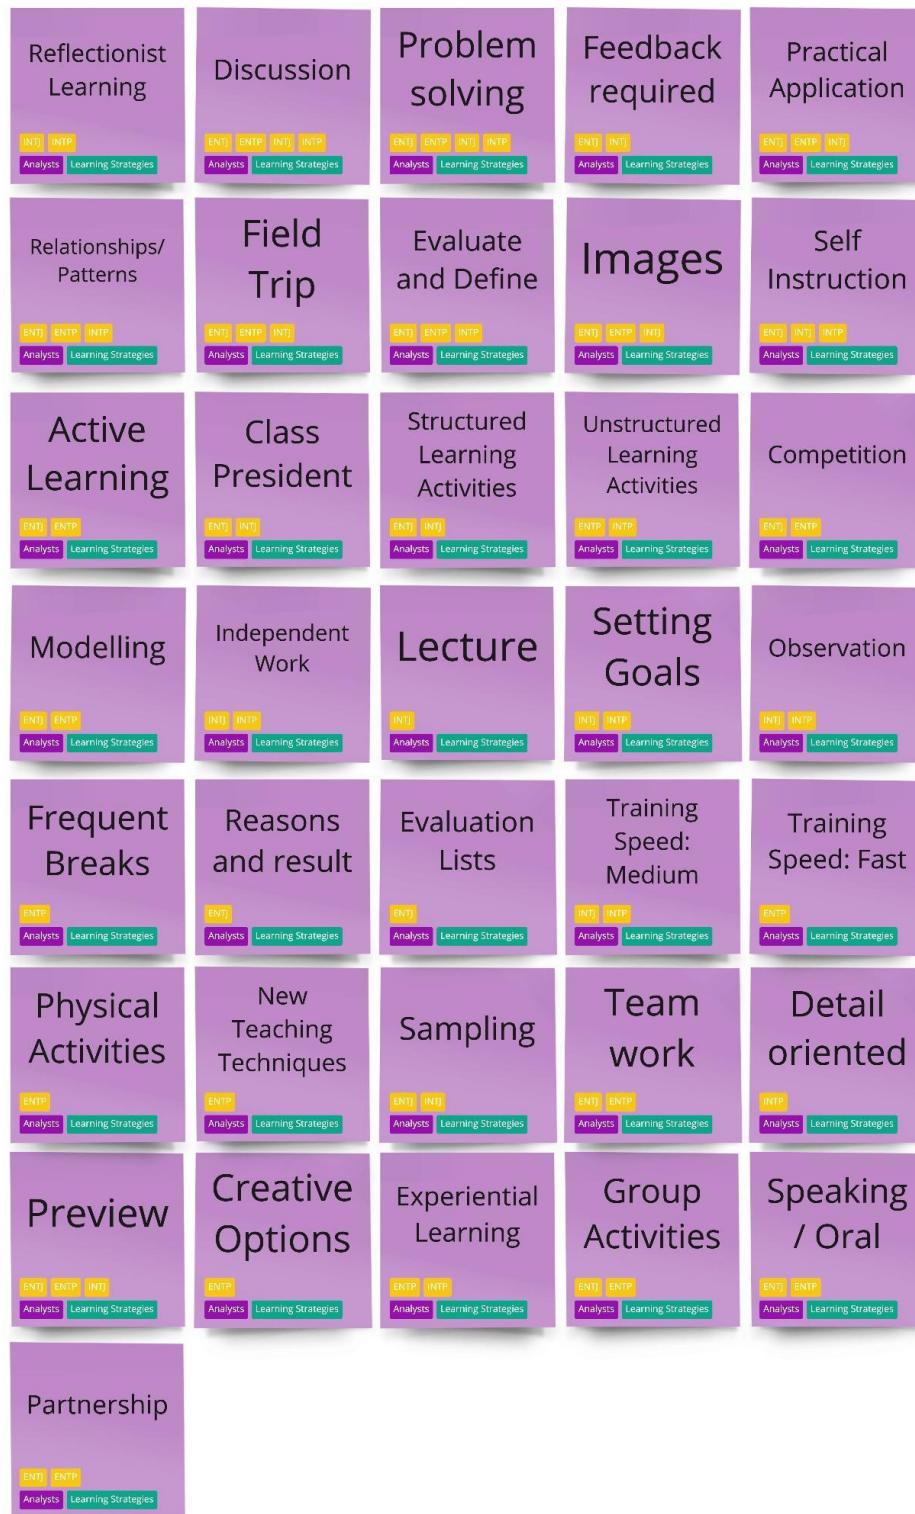 Reflectionist
Learning
INTJ INTP
Analysts Learning Strategies
Discussion
ENTJ ENTP INTJ INTP
Analysts Learning Strategies
Problem
solving
ENTJ ENTP INTJ INTP
Analysts Learning Strategies
Feedback
required
ENTJ INTJ
Analysts Learning Strategies
Practical
Application
ENTJ ENTP INTJ
Analysts Learning Strategies
Relationships/
Patterns
ENTJ ENTP INTP
Analysts Learning Strategies
Field
Trip
ENTJ ENTP INTJ
Analysts Learning Strategies
Evaluate
and Define
ENTJ ENTP INTP
Analysts Learning Strategies
Images
ENTJ ENTP INTJ
Analysts Learning Strategies
Self
Instruction
ENTJ INTJ INTP
Analysts Learning Strategies
Active
Learning
ENTJ ENTP
Analysts Learning Strategies
Class
President
ENTJ INTJ
Analysts Learning Strategies
Structured
Learning
Activities
ENTJ INTJ
Analysts Learning Strategies
Unstructured
Learning
Activities
ENTP INTP
Analysts Learning Strategies
Competition
ENTJ ENTP
Analysts Learning Strategies
Modelling
ENTJ ENTP
Analysts Learning Strategies
Independent
Work
INTJ INTP
Analysts Learning Strategies
Lecture
INTJ
Analysts Learning Strategies
Setting
Goals
INTJ INTP
Analysts Learning Strategies
Observation
INTJ INTP
Analysts Learning Strategies
Frequent
Breaks
ENTP
Analysts Learning Strategies
Reasons
and result
ENTJ
Analysts Learning Strategies
Evaluation
Lists
ENTJ
Analysts Learning Strategies
Training
Speed:
Medium
INTJ INTP
Analysts Learning Strategies
Training
Speed: Fast
ENTP
Analysts Learning Strategies
Physical
Activities
ENTP
Analysts Learning Strategies
New
Teaching
Techniques
ENTP
Analysts Learning Strategies
Sampling
ENTJ INTJ
Analysts Learning Strategies
Team
work
ENTJ ENTP
Analysts Learning Strategies
Detail
oriented
INTP
Analysts Learning Strategies
Preview
ENTJ ENTP INTJ
Analysts Learning Strategies
Creative
Options
ENTP
Analysts Learning Strategies
Experiential
Learning
ENTP INTP
Analysts Learning Strategies
Group
Activities
ENTJ ENTP
Analysts Learning Strategies
Speaking
/ Oral
ENTJ ENTP
Analysts Learning Strategies
Partnership
ENTJ ENTP
Analysts Learning Strategies